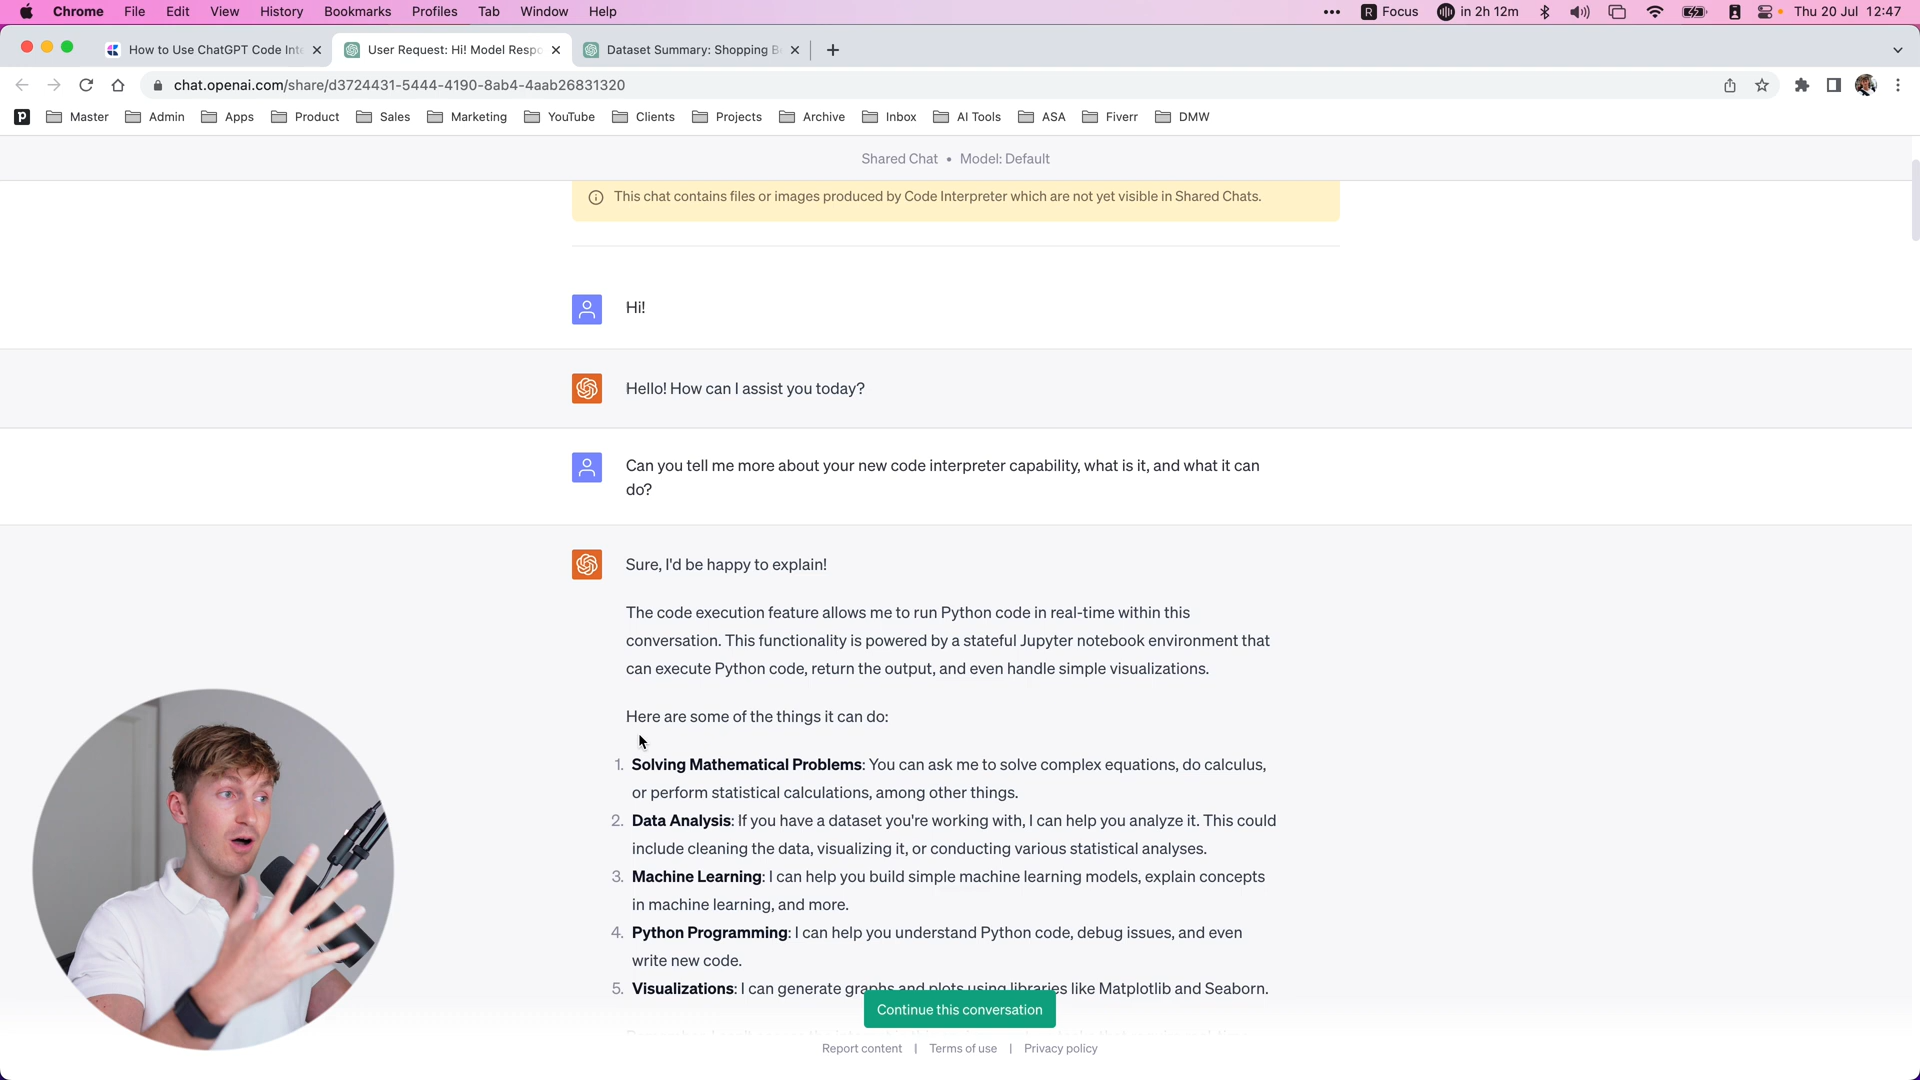 Chrome File Edit View History Bookmarks Profiles Tab Window Help ••• R Focus in 2h 12m Thu 20 Jul 12:47
How to Use ChatGPT Code Inte User Request: Hi! Model Respo Dataset Summary: Shopping B
chat.openai.com/share/d3724431-5444-4190-8ab4-4aab26831320
Master Admin Apps Product Sales Marketing YouTube Clients Projects Archive Inbox AI Tools ASA Fiverr DMW
Shared Chat • Model: Default
This chat contains files or images produced by Code Interpreter which are not yet visible in Shared Chats.
Hi!
Hello! How can I assist you today?
Can you tell me more about your new code interpreter capability, what is it, and what it can
do?
Sure, I'd be happy to explain!
The code execution feature allows me to run Python code in real-time within this
conversation. This functionality is powered by a stateful Jupyter notebook environment that
can execute Python code, return the output, and even handle simple visualizations.
Here are some of the things it can do:
1. Solving Mathematical Problems: You can ask me to solve complex equations, do calculus,
or perform statistical calculations, among other things.
2. Data Analysis: If you have a dataset you're working with, I can help you analyze it. This could
include cleaning the data, visualizing it, or conducting various statistical analyses.
3. Machine Learning: I can help you build simple machine learning models, explain concepts
in machine learning, and more.
4. Python Programming: I can help you understand Python code, debug issues, and even
write new code.
5. Visualizations: I can generate graphs and plots using libraries like Matplotlib and Seaborn.
Continue this conversation
Report content | Terms of use | Privacy policy